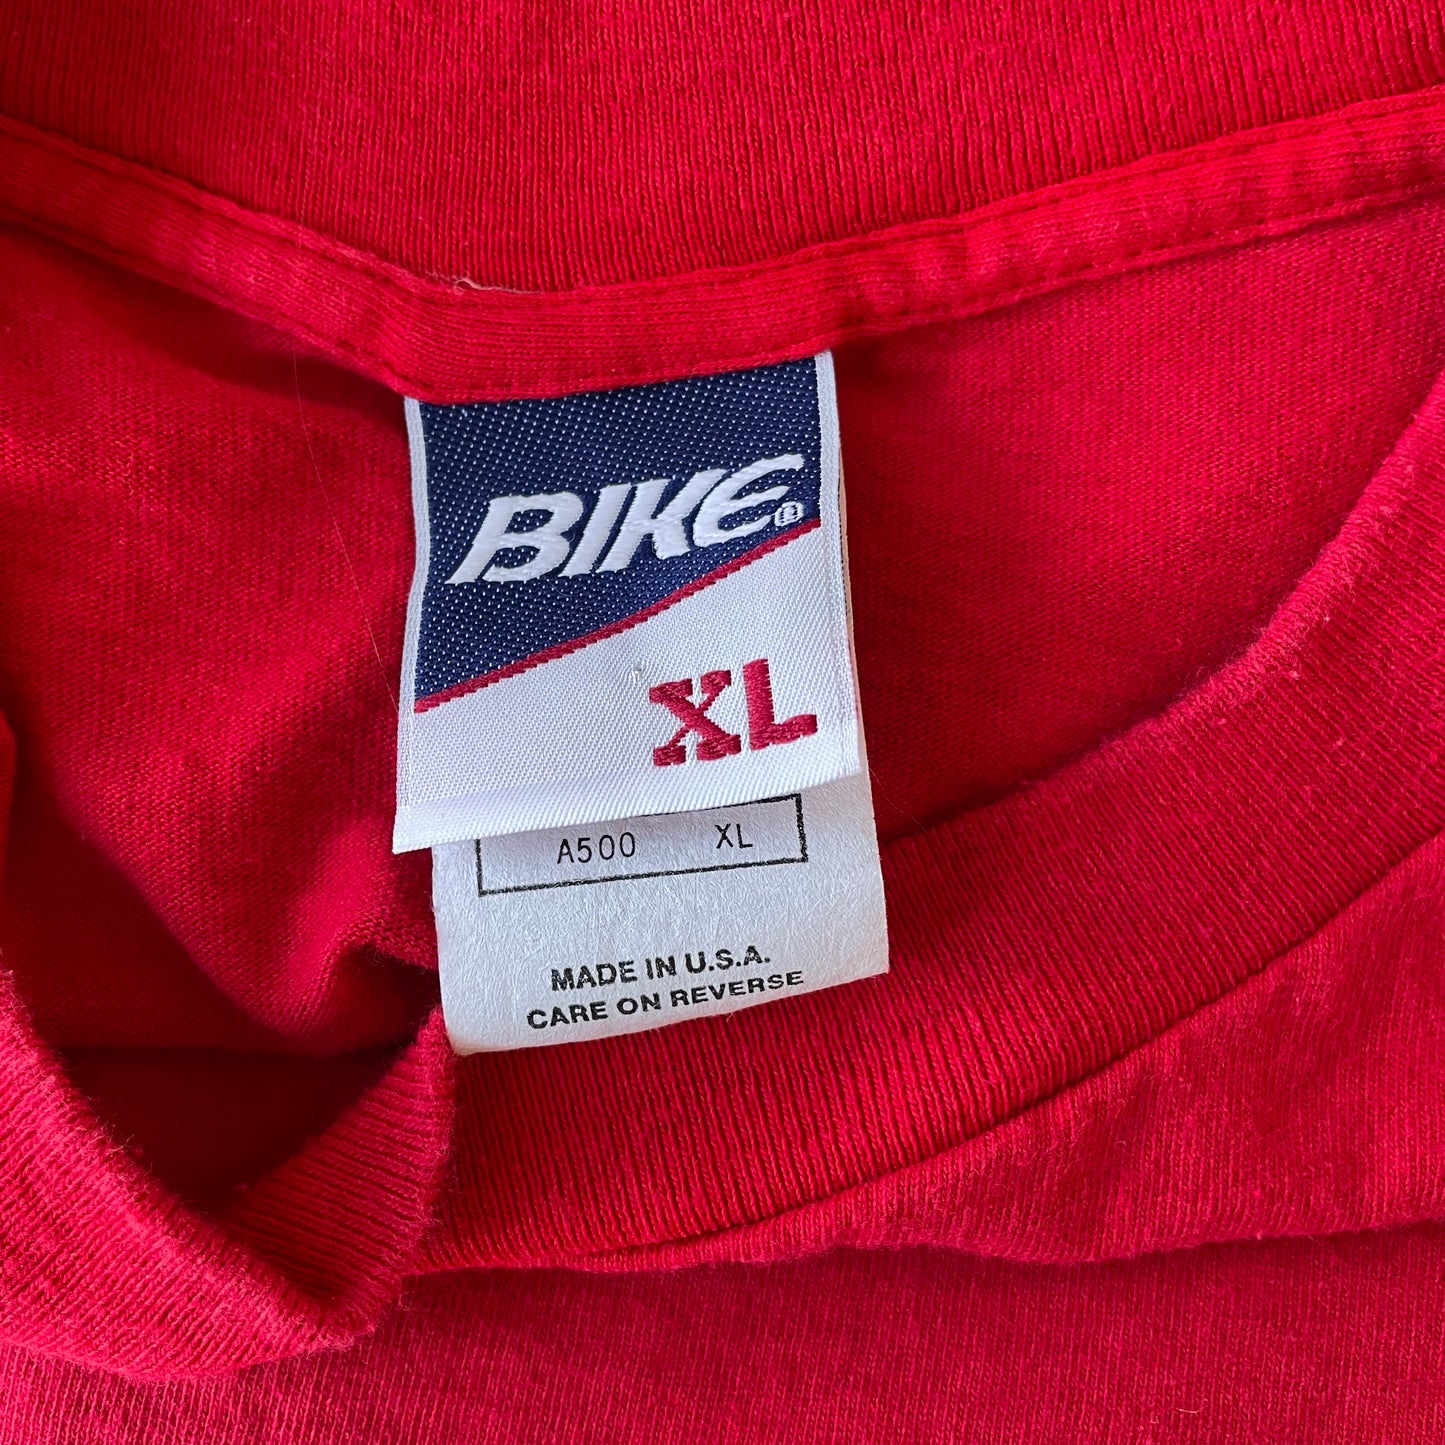 BIKE®
XL
A500 XL
MADE IN U.S.A.
CARE ON REVERSE